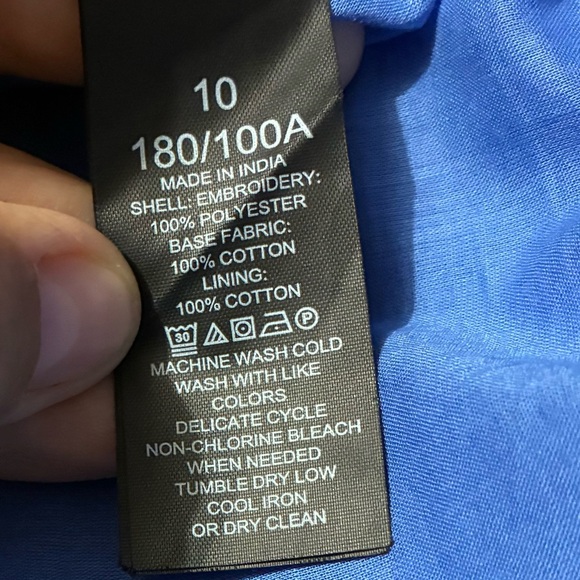 10
180/100A
MADE IN INDIA
SHELL: EMBROIDERY:
100% POLYESTER
BASE FABRIC:
100% COTTON
LINING:
100% COTTON
30 P
MACHINE WASH COLD
WASH WITH LIKE
COLORS
DELICATE CYCLE
NON-CHLORINE BLEACH
WHEN NEEDED
TUMBLE DRY LOW
COOL IRON
OR DRY CLEAN